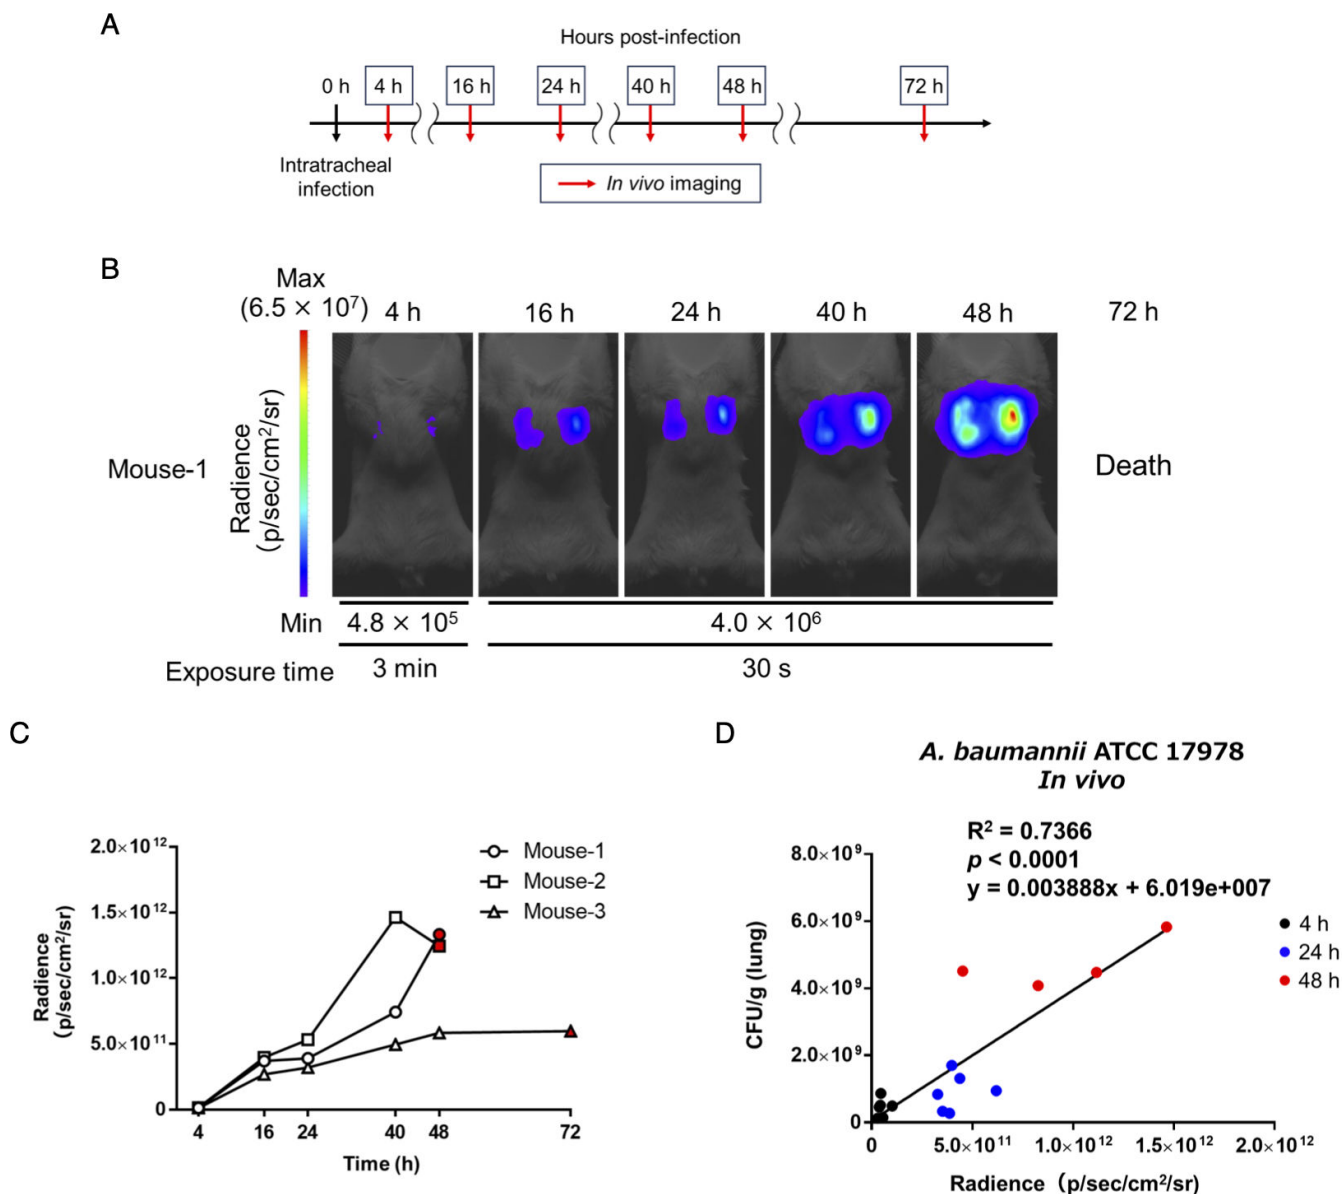 A
Hours post-infection
0 h 4 h 16 h 24 h 40 h 48 h 72 h
Intratracheal
infection
In vivo imaging
B
Max
(6.5 × 10⁷)
4 h 16 h 24 h 40 h 48 h 72 h
Radience
(p/sec/cm²/sr)
Mouse-1
Death
Min 4.8 × 10⁵ 4.0 × 10⁶
Exposure time 3 min 30 s
C
Radience
(p/sec/cm²/sr)
2.0×10¹²
1.5×10¹²
1.0×10¹²
5.0×10¹¹
0
4 16 24 40 48 72
Time (h)
Mouse-1
Mouse-2
Mouse-3
D
A. baumannii ATCC 17978
In vivo
R² = 0.7366
p < 0.0001
y = 0.003888x + 6.019e+007
CFU/g (lung)
8.0×10⁹
6.0×10⁹
4.0×10⁹
2.0×10⁹
0
0 5.0×10¹¹ 1.0×10¹² 1.5×10¹² 2.0×10¹²
Radience (p/sec/cm²/sr)
4 h
24 h
48 h